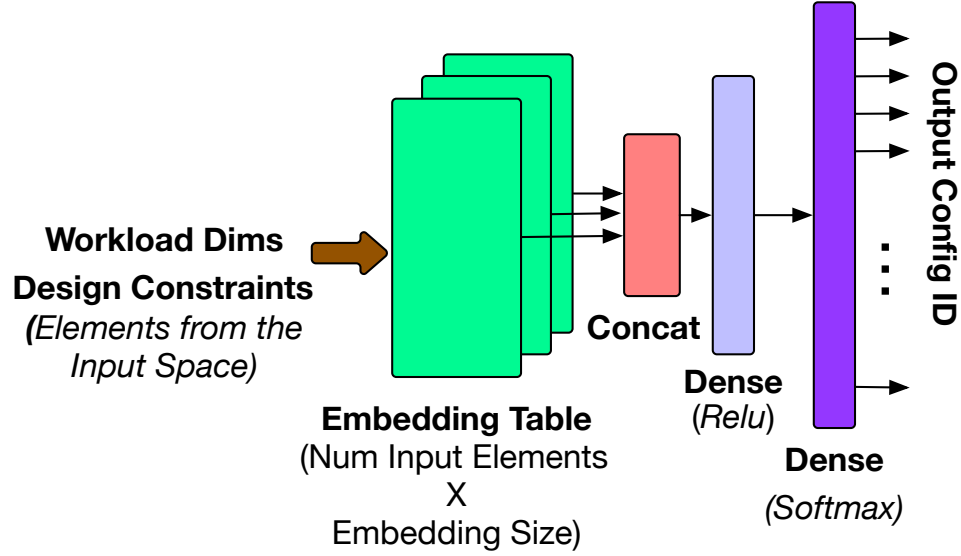 Workload Dims
Design Constraints
(Elements from the
Input Space)
Embedding Table
(Num Input Elements
X
Embedding Size)
Concat
Dense
(Relu)
Dense
(Softmax)
Output Config ID